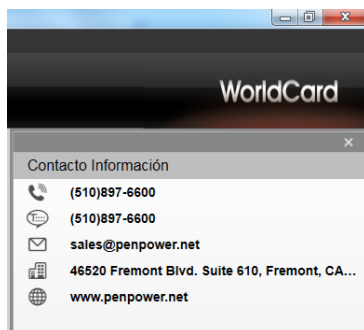 WorldCard
Contacto Información
(510)897-6600
(510)897-6600
sales@penpower.net
46520 Fremont Blvd. Suite 610, Fremont, CA...
www.penpower.net